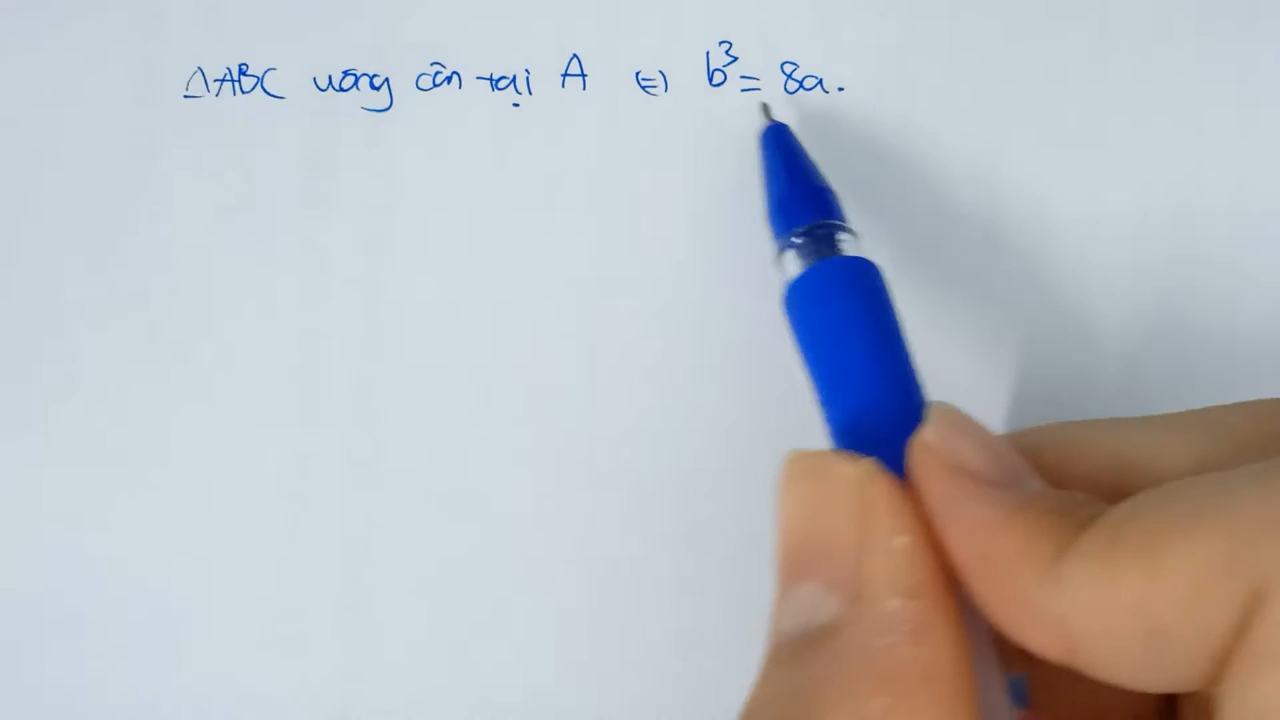 ΔABC vuông cân tại A ⇔ b³ = 8a.